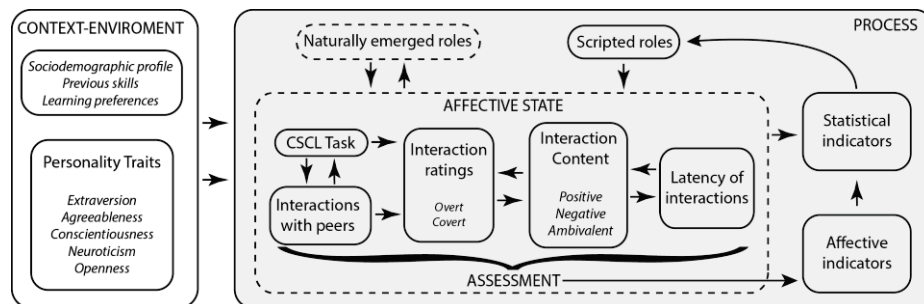 CONTEXT-ENVIROMENT
Sociodemographic profile
Previous skills
Learning preferences
Personality Traits
Extraversion
Agreeableness
Conscientiousness
Neuroticism
Openness
PROCESS
Naturally emerged roles
Scripted roles
AFFECTIVE STATE
CSCL Task
Interactions
with peers
Interaction
ratings
Overt
Covert
Interaction
Content
Positive
Negative
Ambivalent
Latency of
interactions
ASSESSMENT
Statistical
indicators
Affective
indicators